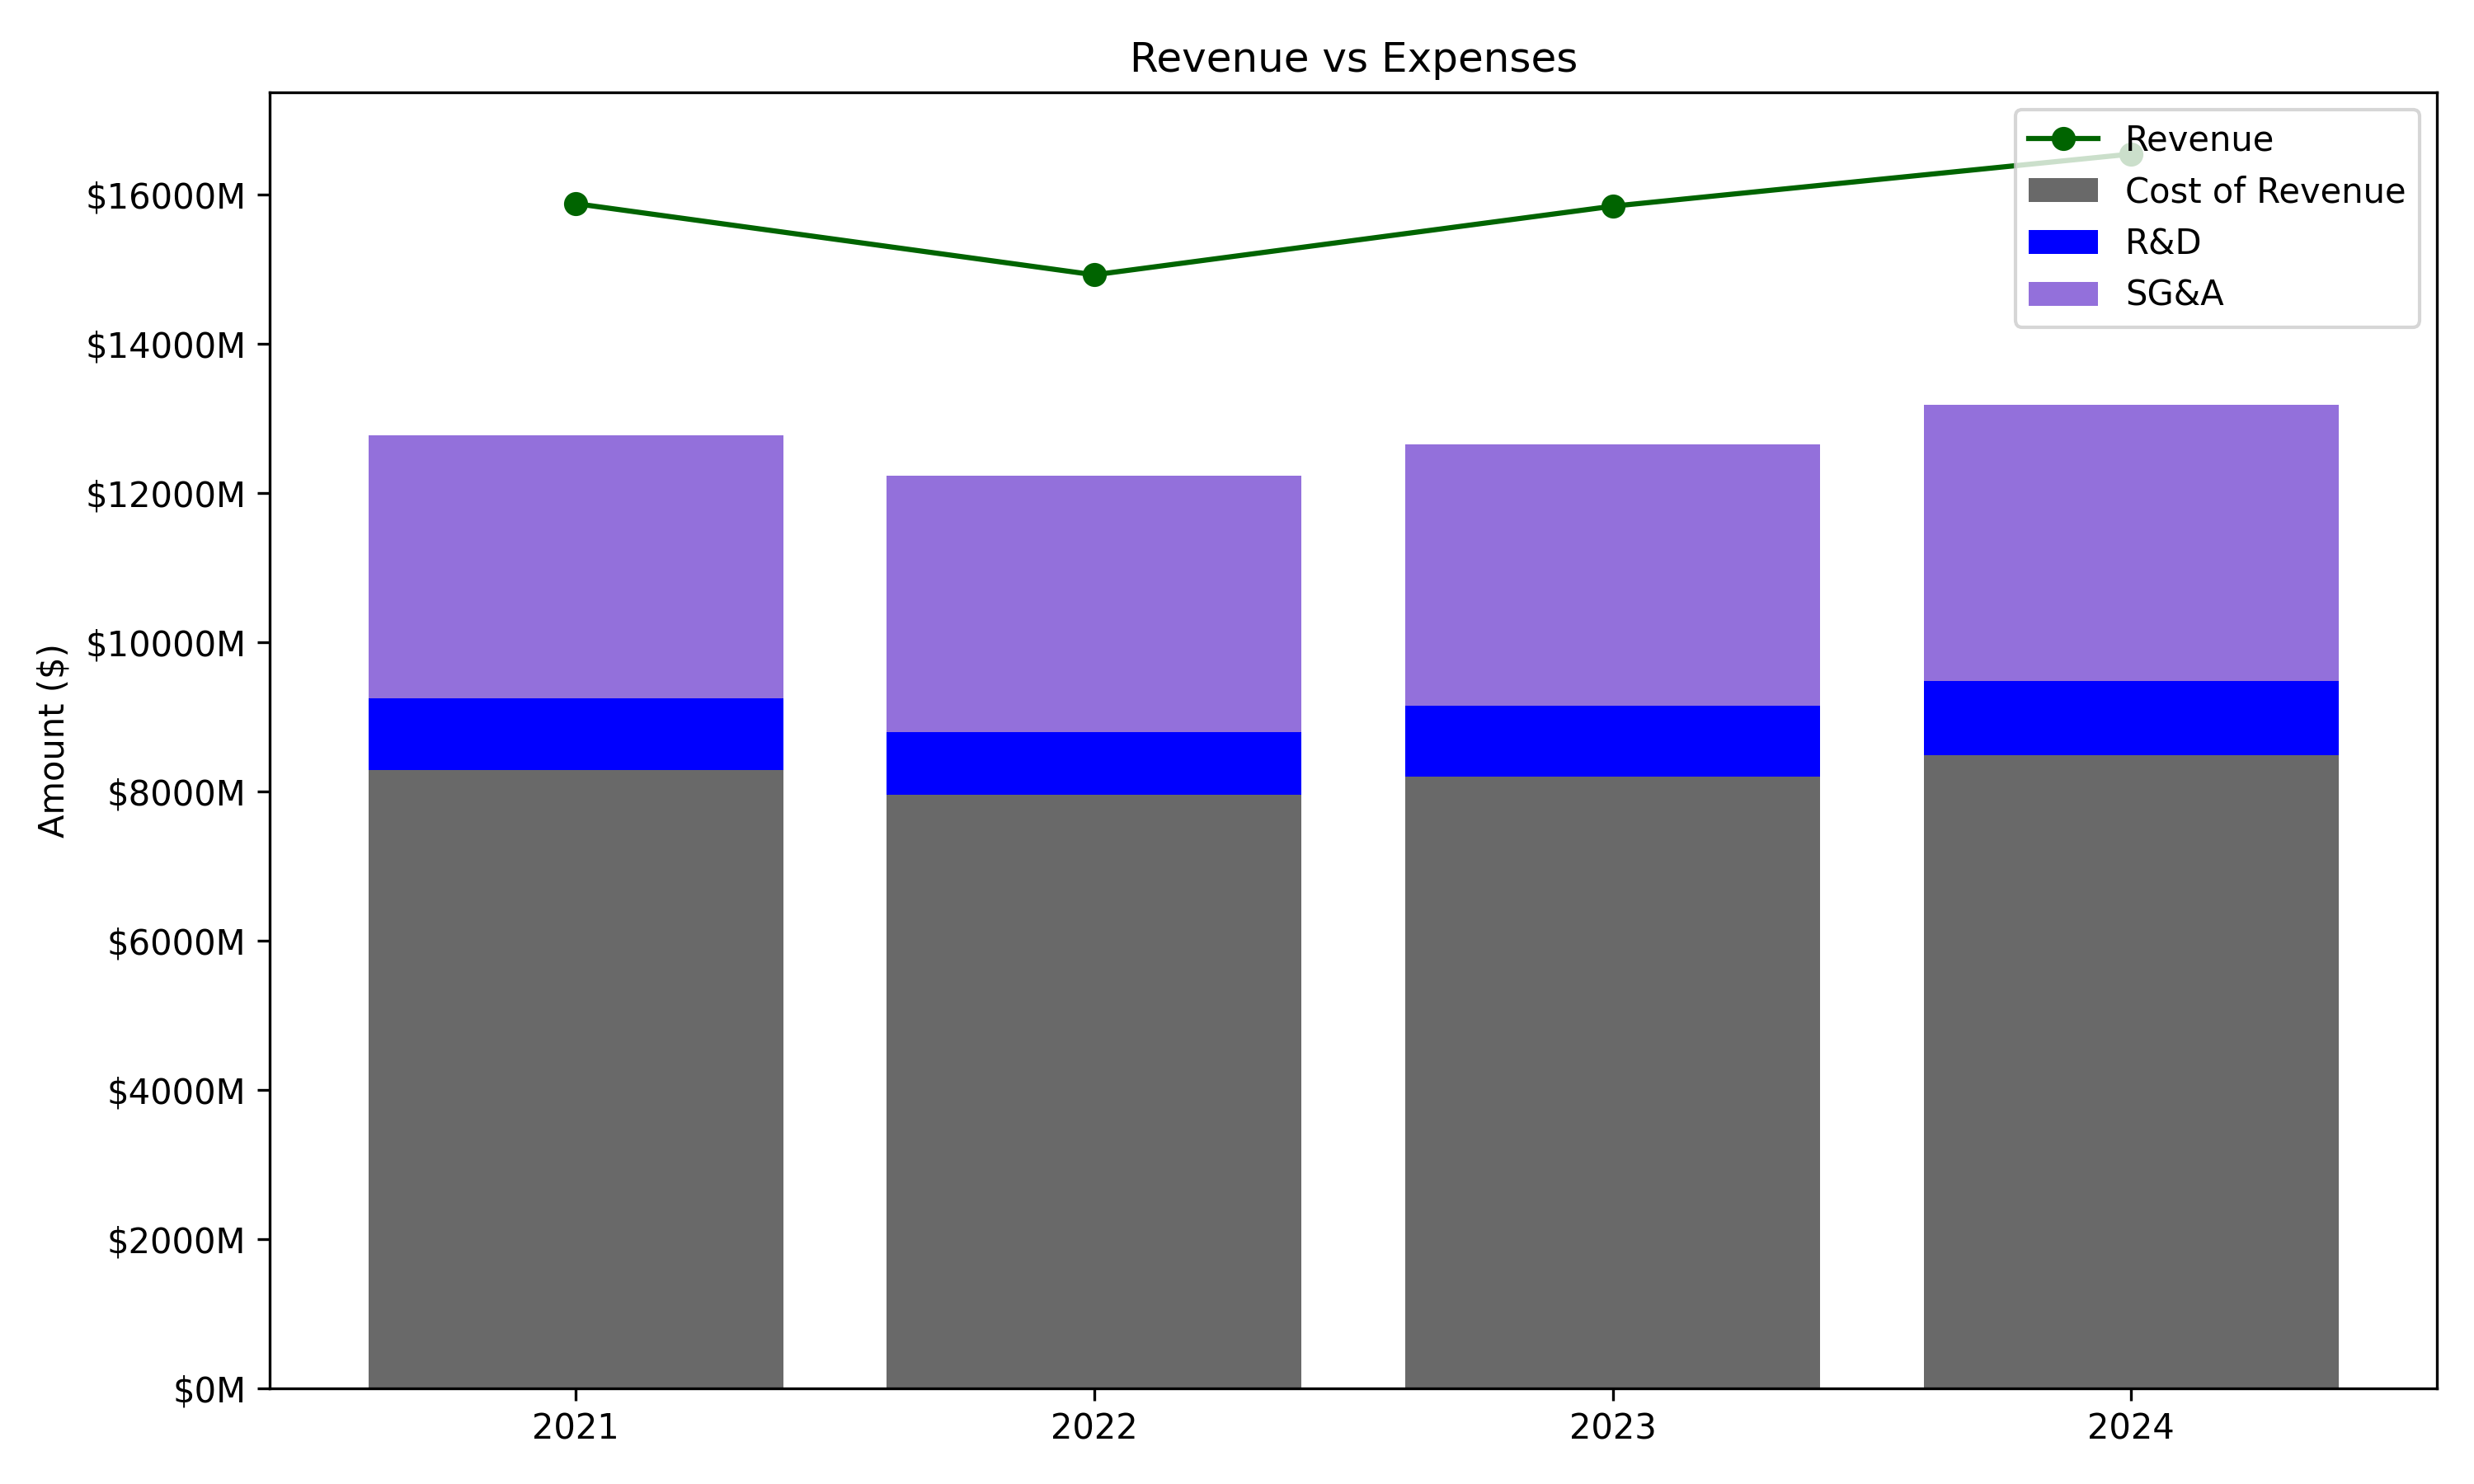 Revenue vs Expenses
Revenue
Cost of Revenue
R&D
SG&A
Amount ($)
$16000M
$14000M
$12000M
$10000M
$8000M
$6000M
$4000M
$2000M
$0M
2021 2022 2023 2024